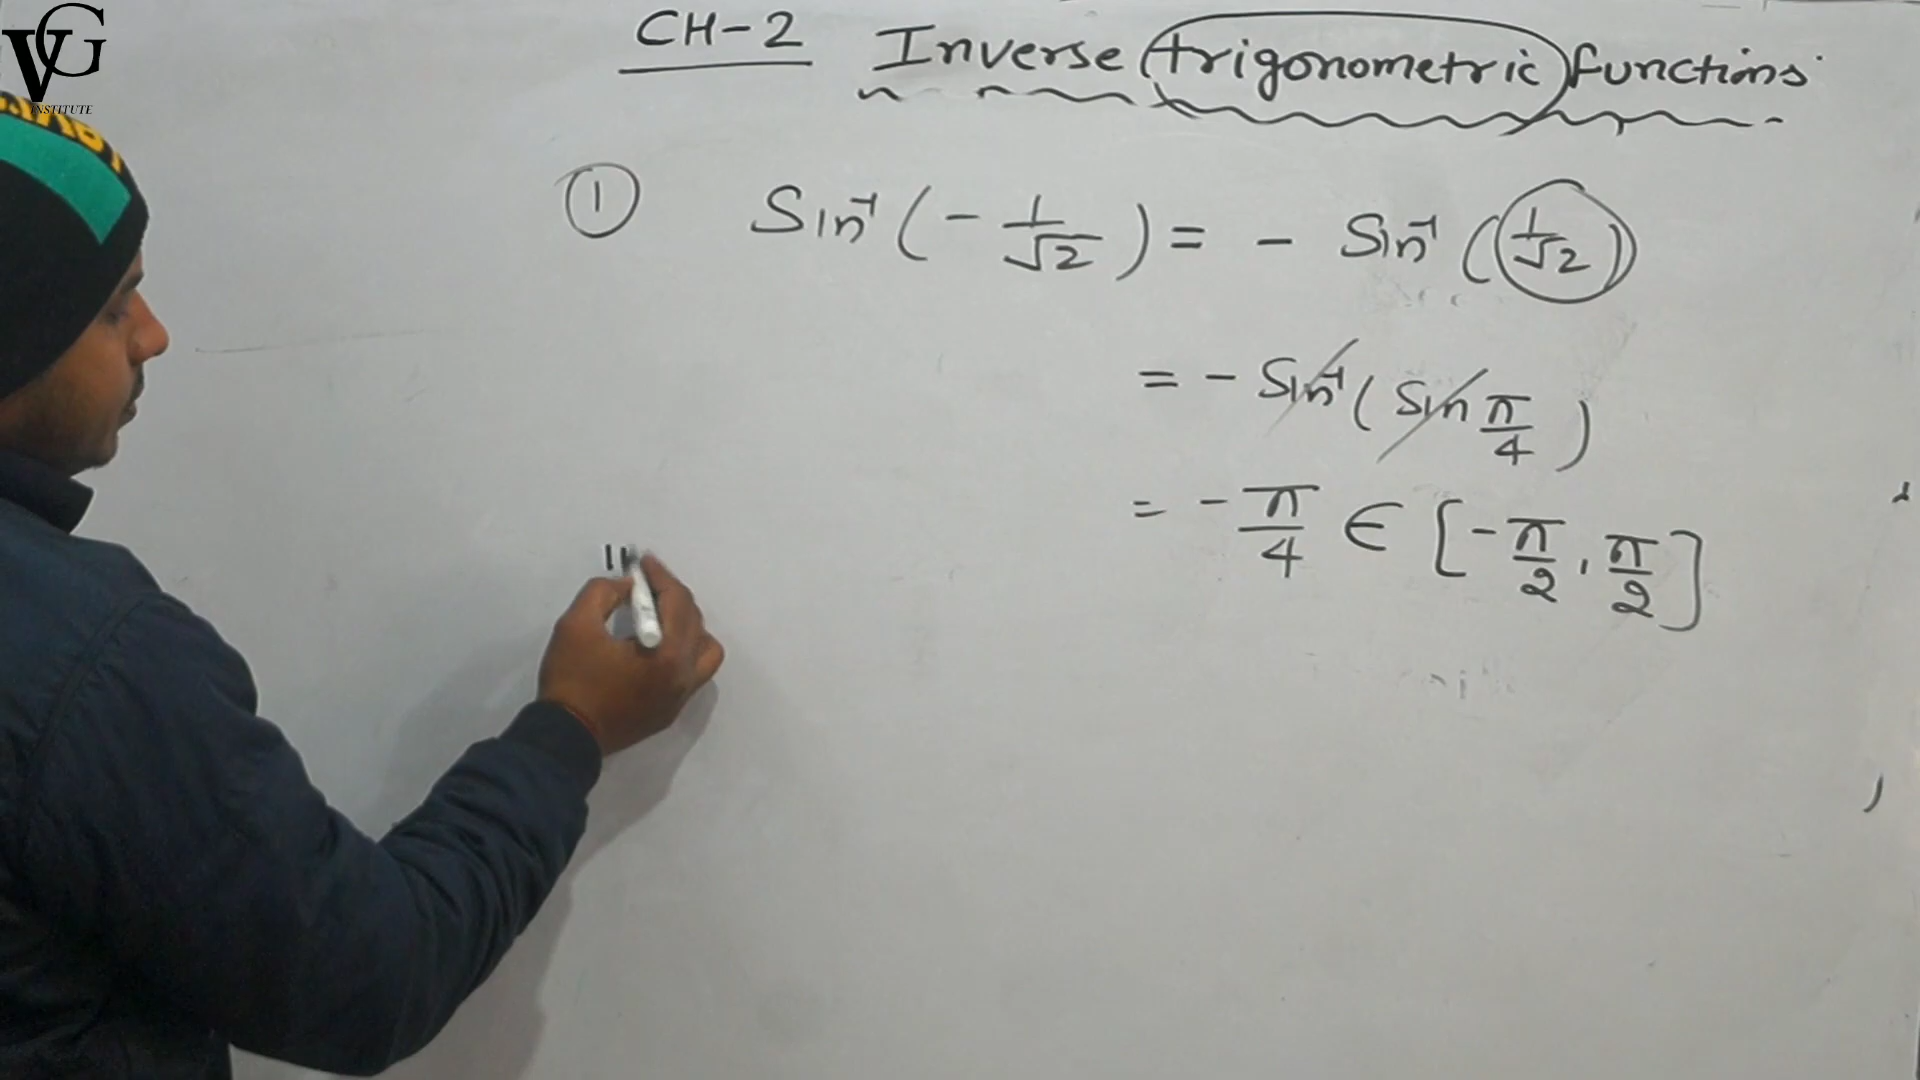 VG
INSTITUTE
CH-2 Inverse trigonometric functions
① Sin⁻¹(-1/√2) = - Sin⁻¹(1/√2)
= - Sin⁻¹(Sin π/4)
= -π/4 ∈ [-π/2, π/2]